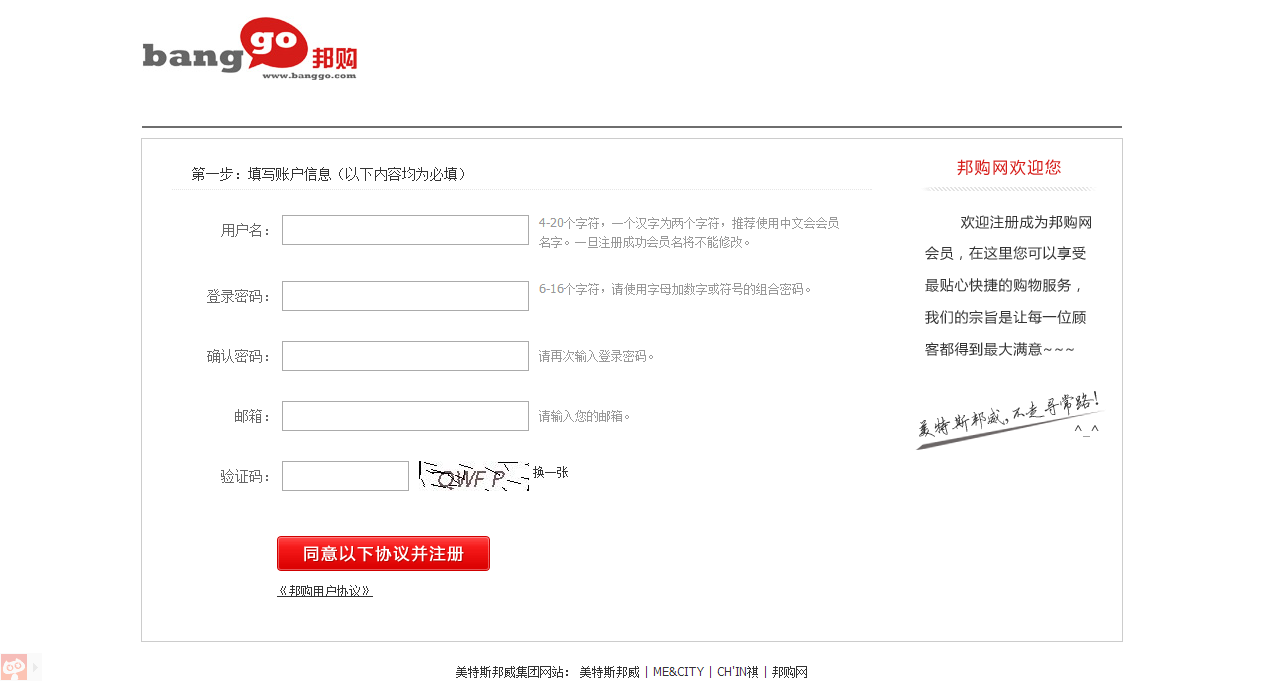 bang go 邦购
www.banggo.com
第一步：填写账户信息（以下内容均为必填）
用户名：
4-20个字符，一个汉字为两个字符，推荐使用中文会会员
名字。一旦注册成功会员名将不能修改。
登录密码：
6-16个字符，请使用字母加数字或符号的组合密码。
确认密码：
请再次输入登录密码。
邮箱：
请输入您的邮箱。
验证码：
QWF P
换一张
同意以下协议并注册
《邦购用户协议》
邦购网欢迎您
欢迎注册成为邦购网
会员，在这里您可以享受
最贴心快捷的购物服务，
我们的宗旨是让每一位顾
客都得到最大满意~~~
美特斯邦威,不走寻常路!
^_^
美特斯邦威集团网站： 美特斯邦威 | ME&CITY | CH'IN祺 | 邦购网